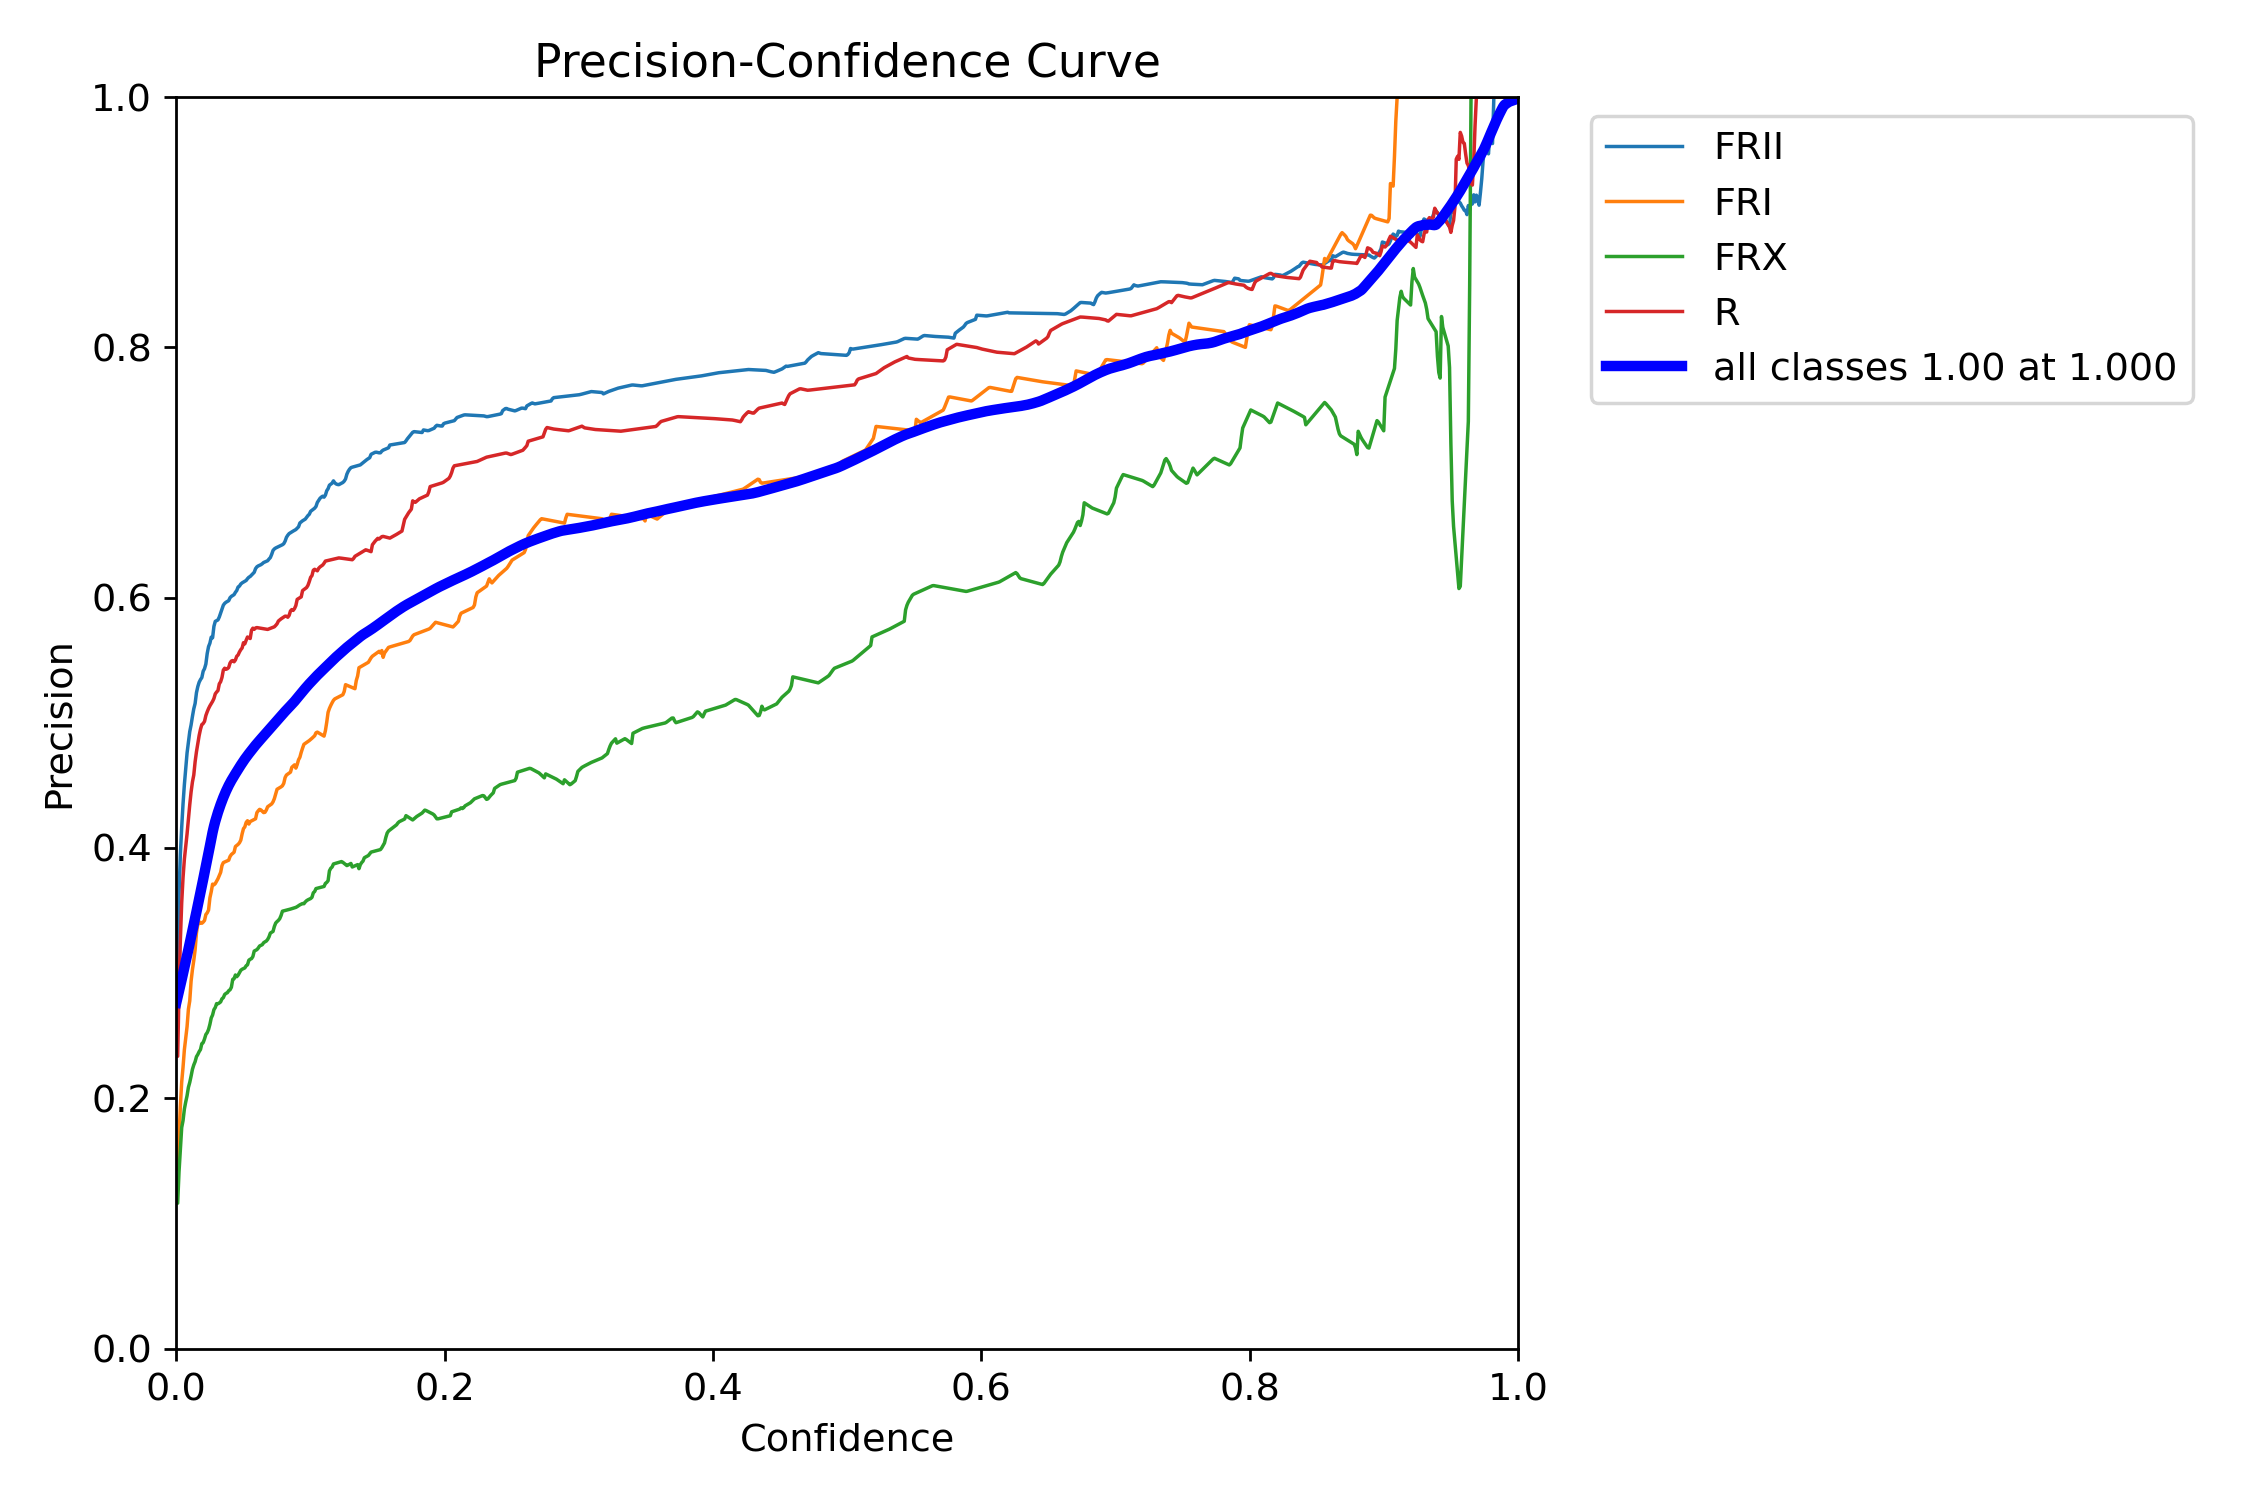 Precision-Confidence Curve
1.0
0.8
0.6
0.4
0.2
0.0
Precision
0.0 0.2 0.4 0.6 0.8 1.0
Confidence
FRII
FRI
FRX
R
all classes 1.00 at 1.000